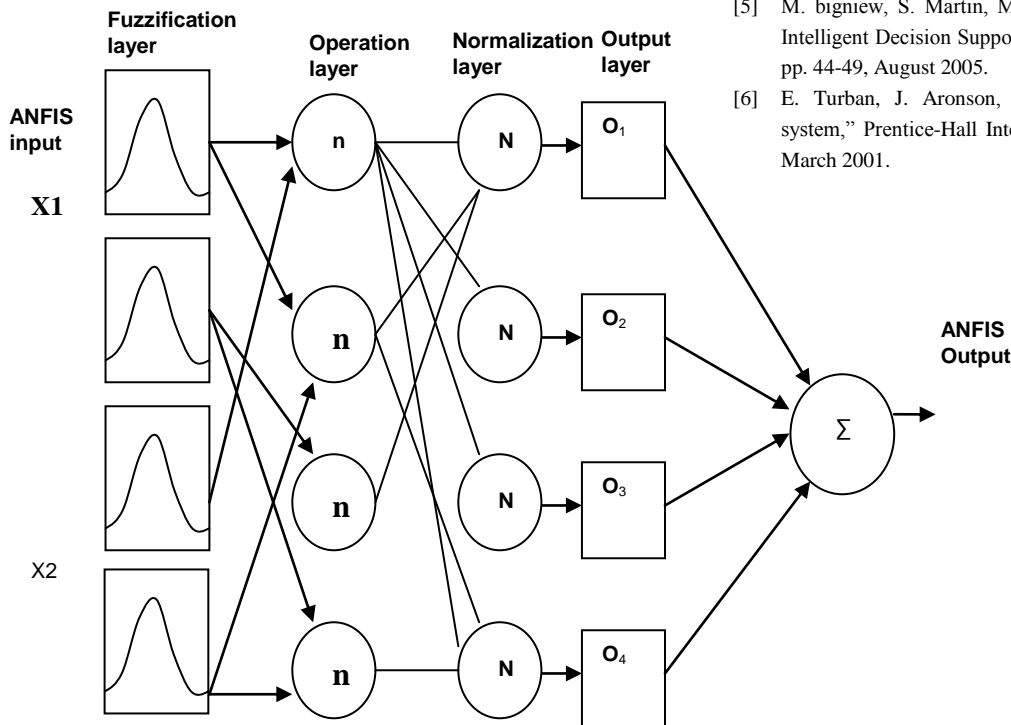 Fuzzification
layer
Operation
layer
Normalization
layer
Output
layer
ANFIS
input
X1
X2
n
n
n
n
N
N
N
N
O1
O2
O3
O4
Σ
ANFIS
Output
[5] M. bigniew, S. Martin, M
Intelligent Decision Suppo
pp. 44-49, August 2005.
[6] E. Turban, J. Aronson,
system,” Prentice-Hall Int
March 2001.